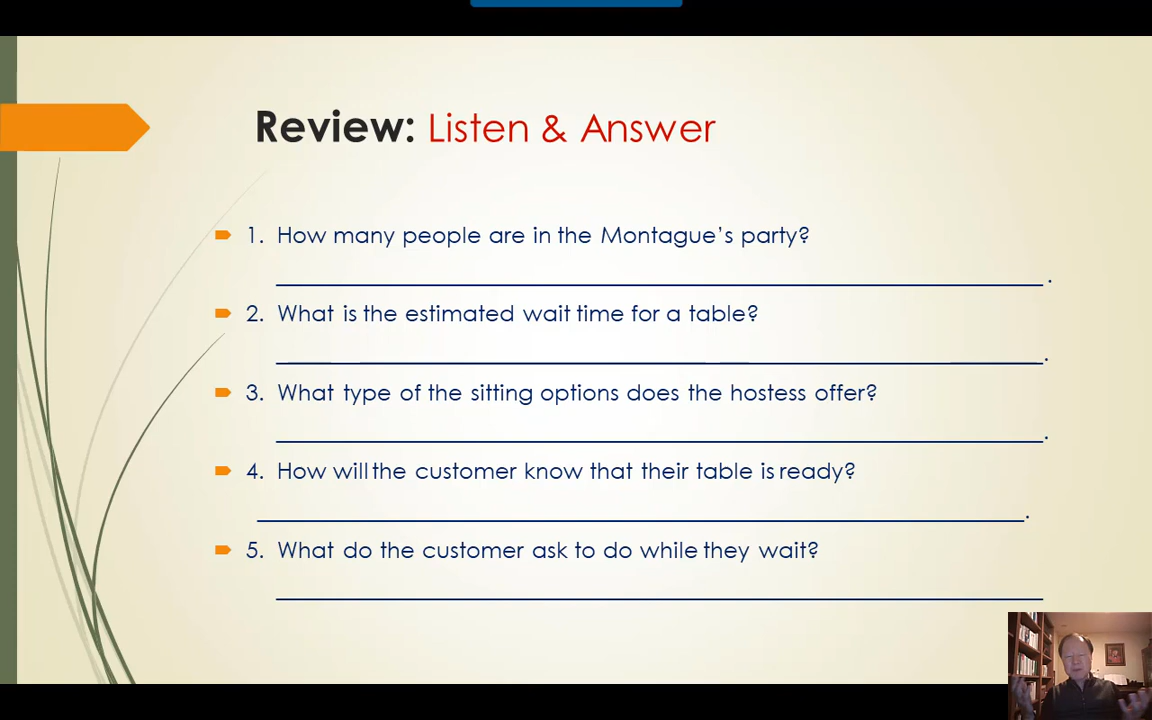 Review: Listen & Answer
1. How many people are in the Montague's party?
.
2. What is the estimated wait time for a table?
.
3. What type of the sitting options does the hostess offer?
.
4. How will the customer know that their table is ready?
.
5. What do the customer ask to do while they wait?